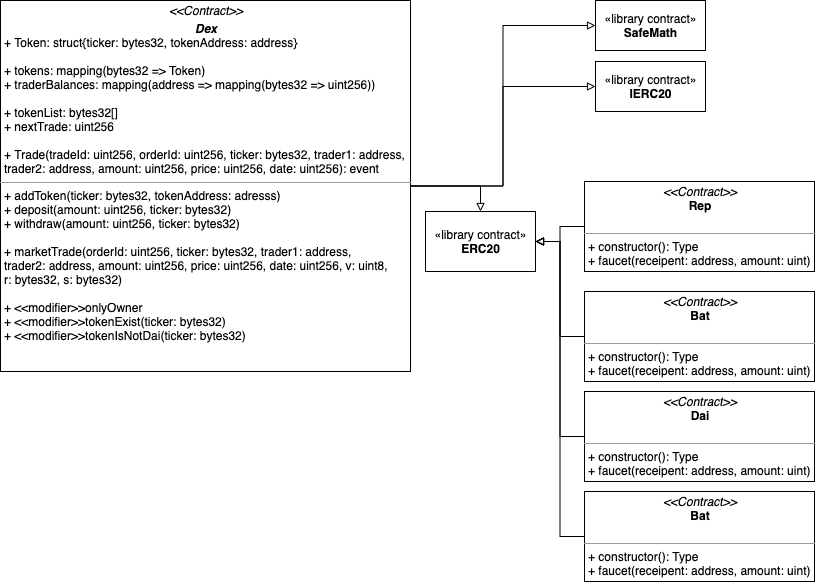 <<Contract>>
Dex
+ Token: struct{ticker: bytes32, tokenAddress: address}
+ tokens: mapping(bytes32 => Token)
+ traderBalances: mapping(address => mapping(bytes32 => uint256))
+ tokenList: bytes32[]
+ nextTrade: uint256
+ Trade(tradeId: uint256, orderId: uint256, ticker: bytes32, trader1: address,
trader2: address, amount: uint256, price: uint256, date: uint256): event
+ addToken(ticker: bytes32, tokenAddress: adresss)
+ deposit(amount: uint256, ticker: bytes32)
+ withdraw(amount: uint256, ticker: bytes32)
+ marketTrade(orderId: uint256, ticker: bytes32, trader1: address,
trader2: address, amount: uint256, price: uint256, date: uint256, v: uint8,
r: bytes32, s: bytes32)
+ <<modifier>>onlyOwner
+ <<modifier>>tokenExist(ticker: bytes32)
+ <<modifier>>tokenIsNotDai(ticker: bytes32)
«library contract»
SafeMath
«library contract»
IERC20
«library contract»
ERC20
<<Contract>>
Rep
+ constructor(): Type
+ faucet(receipent: address, amount: uint)
<<Contract>>
Bat
+ constructor(): Type
+ faucet(receipent: address, amount: uint)
<<Contract>>
Dai
+ constructor(): Type
+ faucet(receipent: address, amount: uint)
<<Contract>>
Bat
+ constructor(): Type
+ faucet(receipent: address, amount: uint)